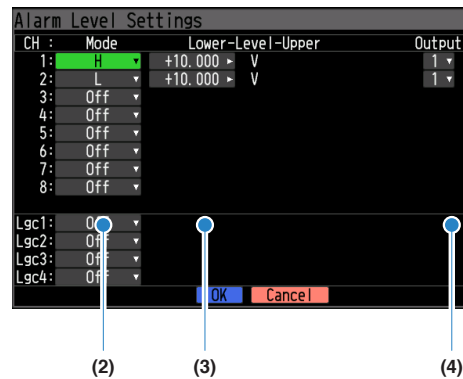 Alarm Level Settings
CH : Mode Lower-Level-Upper Output
1: H +10.000 V 1
2: L +10.000 V 1
3: Off
4: Off
5: Off
6: Off
7: Off
8: Off
Lgc1: Off
Lgc2: Off
Lgc3: Off
Lgc4: Off
OK Cancel
(2) (3) (4)